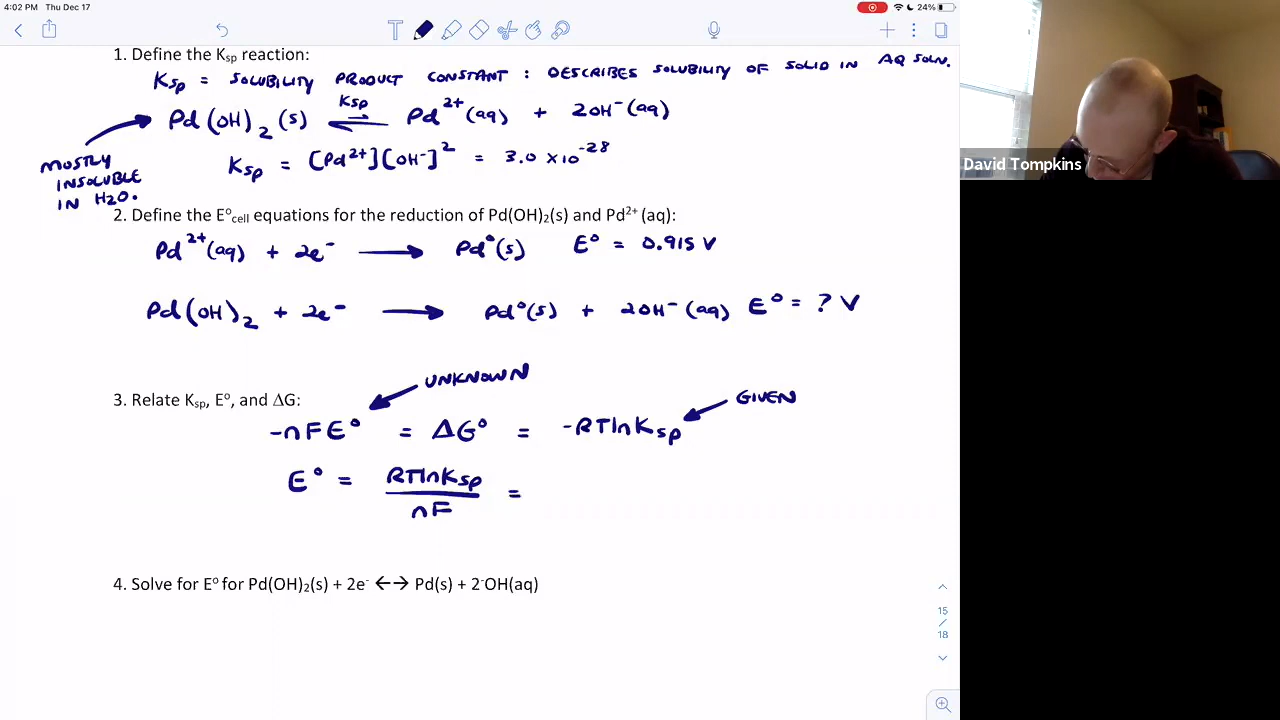 4:02 PM Thu Dec 17
24%
1. Define the Ksp reaction:
Ksp = SOLUBILITY PRODUCT CONSTANT : DESCRIBES SOLUBILITY OF SOLID IN AQ SOLN.
Pd(OH)₂(s) Ksp ⇌ Pd²⁺(aq) + 2OH⁻(aq)
MOSTLY INSOLUBLE IN H₂O.
Ksp = [Pd²⁺][OH⁻]² = 3.0 x 10⁻²⁸
David Tompkins
2. Define the E°cell equations for the reduction of Pd(OH)₂(s) and Pd²⁺ (aq):
Pd²⁺(aq) + 2e⁻ → Pd°(s) E° = 0.915 V
Pd(OH)₂ + 2e⁻ → Pd°(s) + 2OH⁻(aq) E° = ? V
UNKNOWN
3. Relate Ksp, E°, and ΔG:
GIVEN
-nFE° = ΔG° = -RTlnKsp
E° = RTlnKsp / nF =
4. Solve for E° for Pd(OH)₂(s) + 2e⁻ ←→ Pd(s) + 2⁻OH(aq)
15
/
18